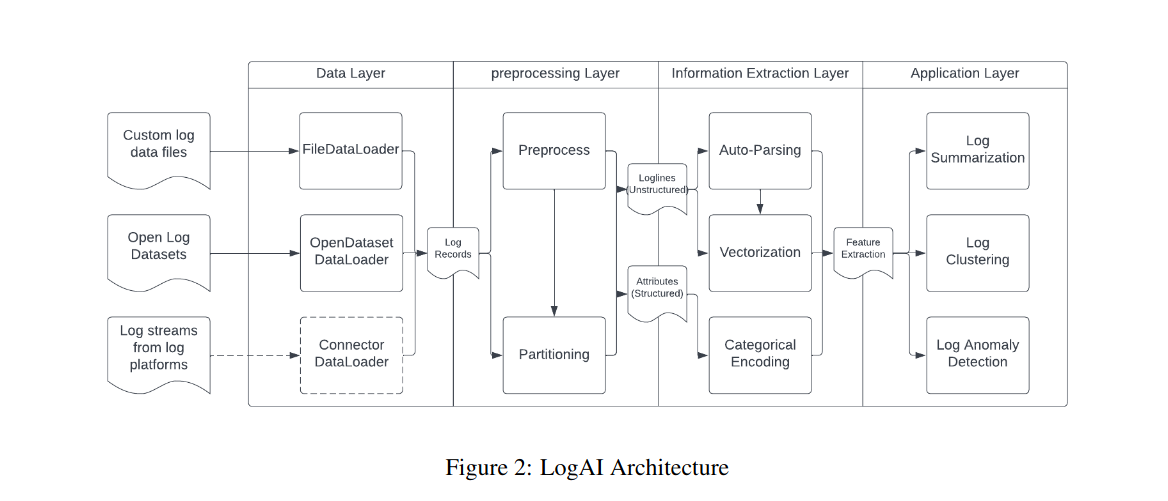 Data Layer
preprocessing Layer
Information Extraction Layer
Application Layer
Custom log
data files
FileDataLoader
Preprocess
Loglines
(Unstructured)
Auto-Parsing
Log
Summarization
Open Log
Datasets
OpenDataset
DataLoader
Log
Records
Vectorization
Feature
Extraction
Log
Clustering
Attributes
(Structured)
Log streams
from log
platforms
Connector
DataLoader
Partitioning
Categorical
Encoding
Log Anomaly
Detection
Figure 2: LogAI Architecture